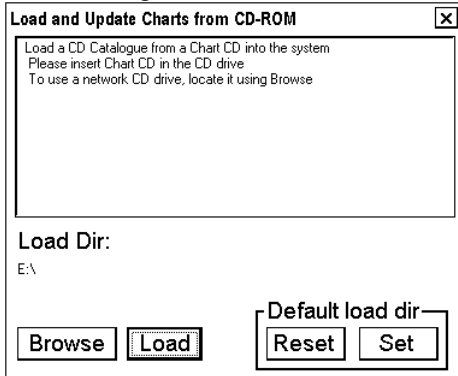 Load and Update Charts from CD-ROM
Load a CD Catalogue from a Chart CD into the system
Please insert Chart CD in the CD drive
To use a network CD drive, locate it using Browse
Load Dir:
E:\
Default load dir
Browse Load Reset Set